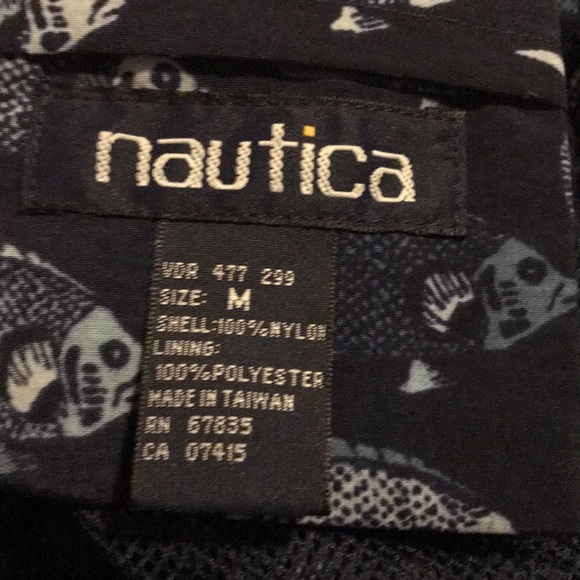 nautica
VDR 477 299
SIZE: M
SHELL:100%NYLON
LINING:
100%POLYESTER
MADE IN TAIWAN
RN 67835
CA 07415